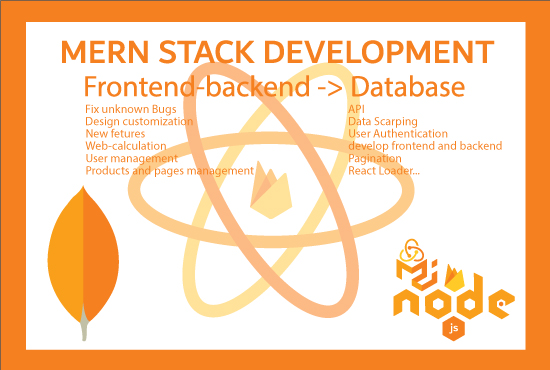 MERN STACK DEVELOPMENT
Frontend-backend -> Database
Fix unknown Bugs
Design customization
New fetures
Web-calculation
User management
Products and pages management
API
Data Scarping
User Authentication
develop frontend and backend
Pagination
React Loader...
node
js